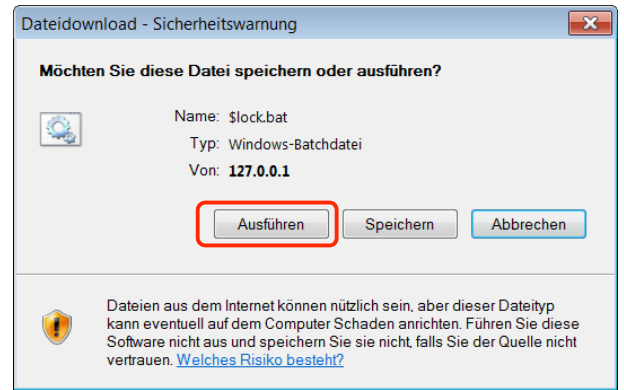 Dateidownload - Sicherheitswarnung
Möchten Sie diese Datei speichern oder ausführen?
Name: $lock.bat
Typ: Windows-Batchdatei
Von: 127.0.0.1
Ausführen Speichern Abbrechen
Dateien aus dem Internet können nützlich sein, aber dieser Dateityp
kann eventuell auf dem Computer Schaden anrichten. Führen Sie diese
Software nicht aus und speichern Sie sie nicht, falls Sie der Quelle nicht
vertrauen. Welches Risiko besteht?